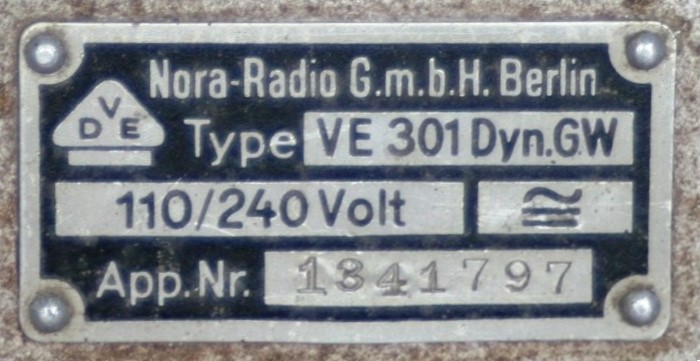 Nora-Radio G.m.b.H. Berlin
VDE
Type VE 301 Dyn.GW
110/240 Volt ≅
App.Nr. 1341797